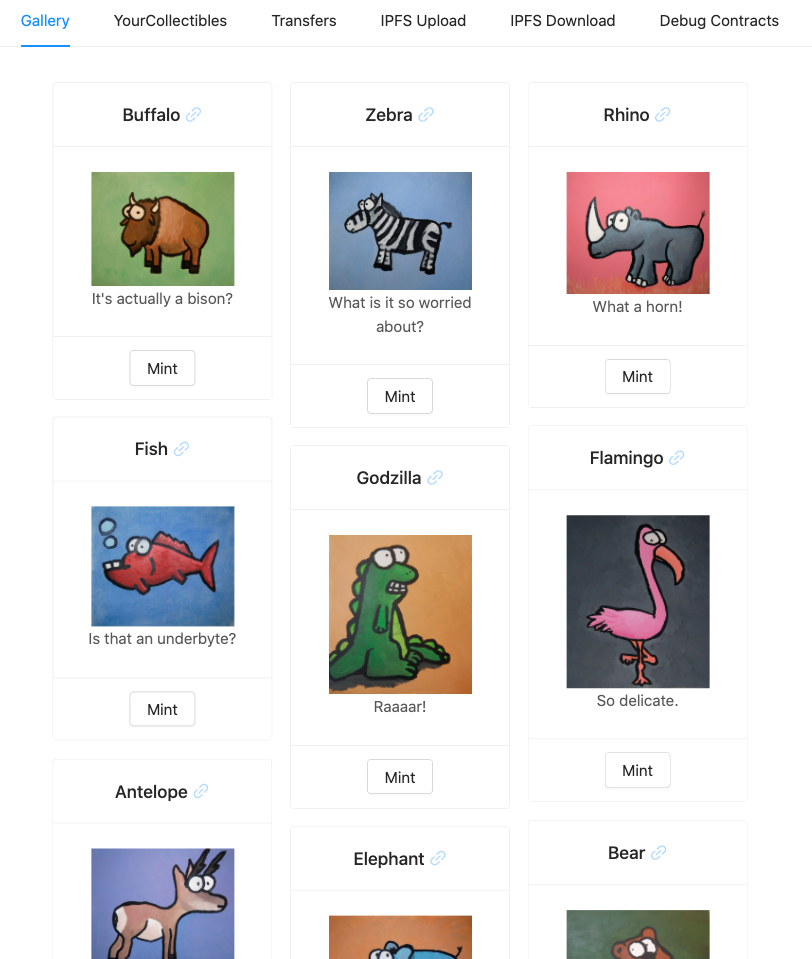 Gallery
YourCollectibles
Transfers
IPFS Upload
IPFS Download
Debug Contracts
Buffalo
It's actually a bison?
Mint
Zebra
What is it so worried
about?
Mint
Rhino
What a horn!
Mint
Fish
Is that an underbyte?
Mint
Godzilla
Raaaar!
Mint
Flamingo
So delicate.
Mint
Antelope
Elephant
Bear